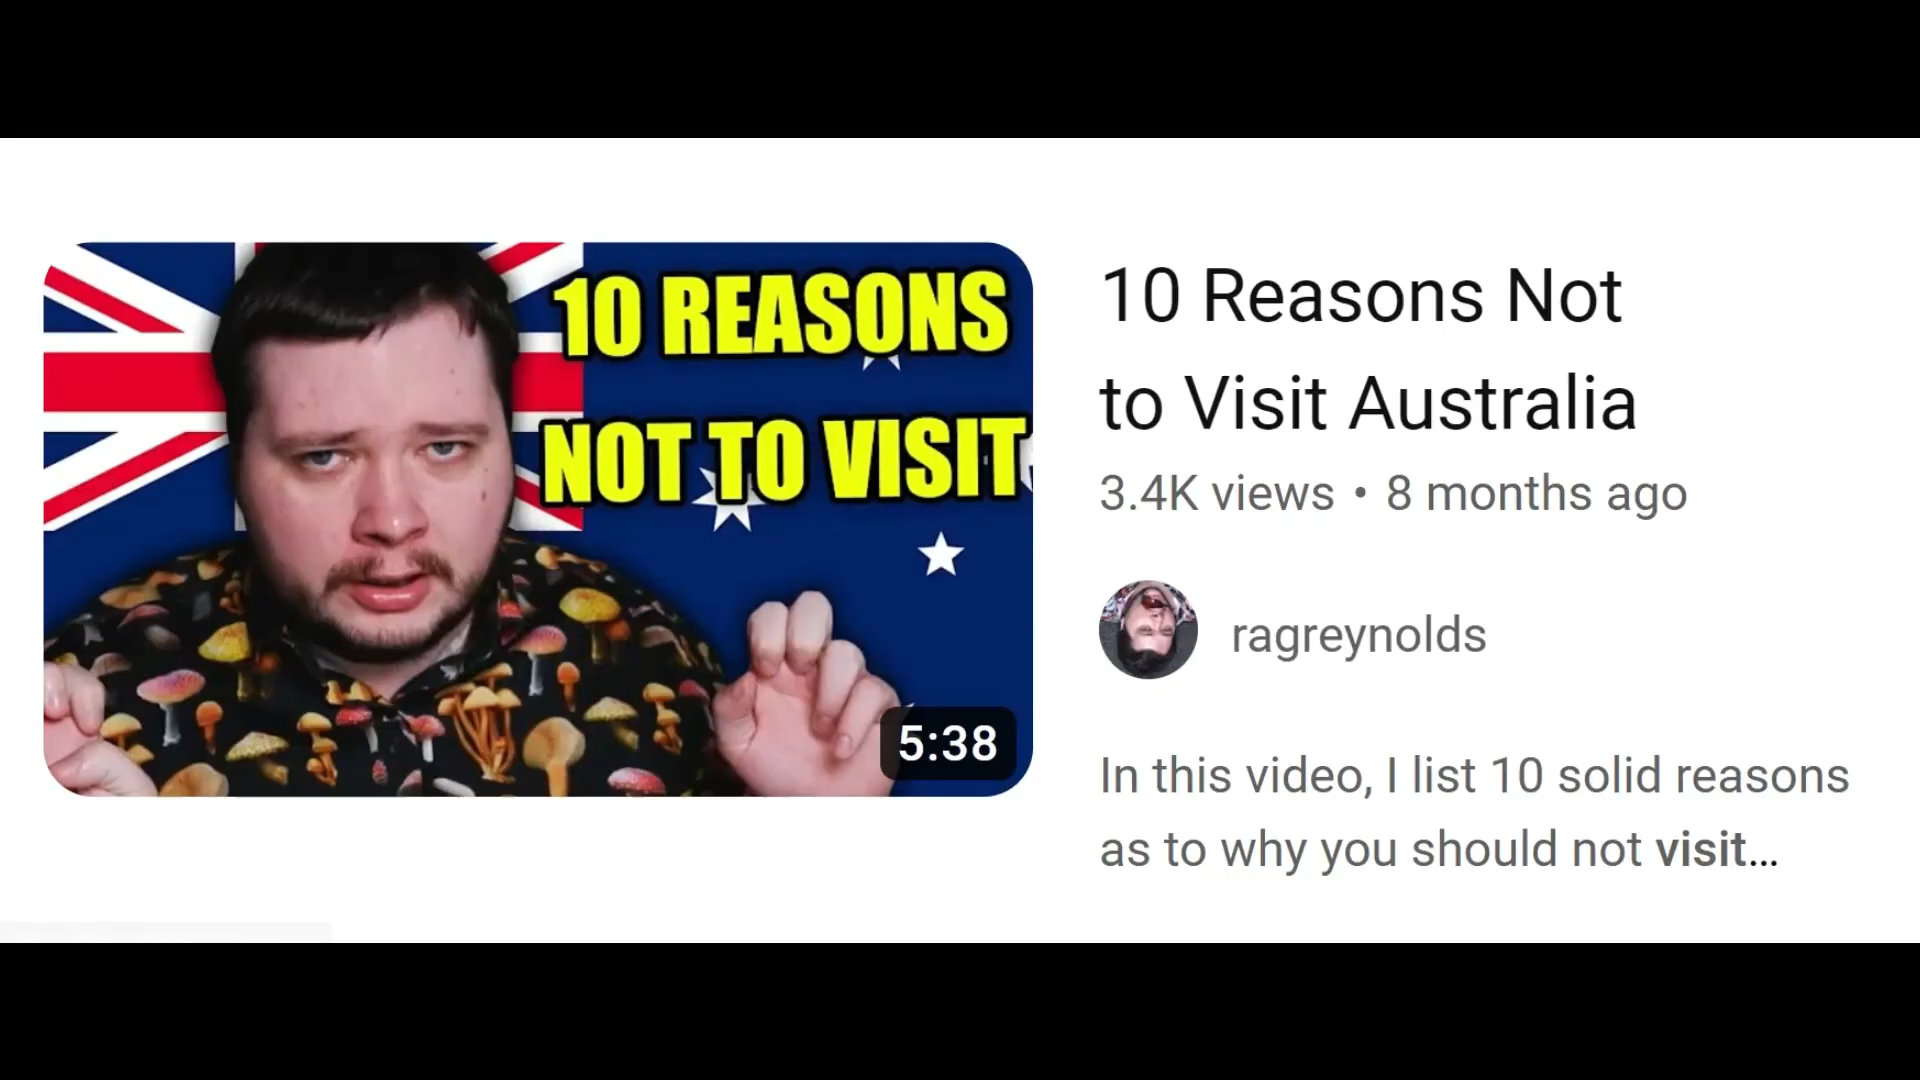 10 REASONS
NOT TO VISIT
5:38
10 Reasons Not
to Visit Australia
3.4K views • 8 months ago
ragreynolds
In this video, I list 10 solid reasons
as to why you should not visit...